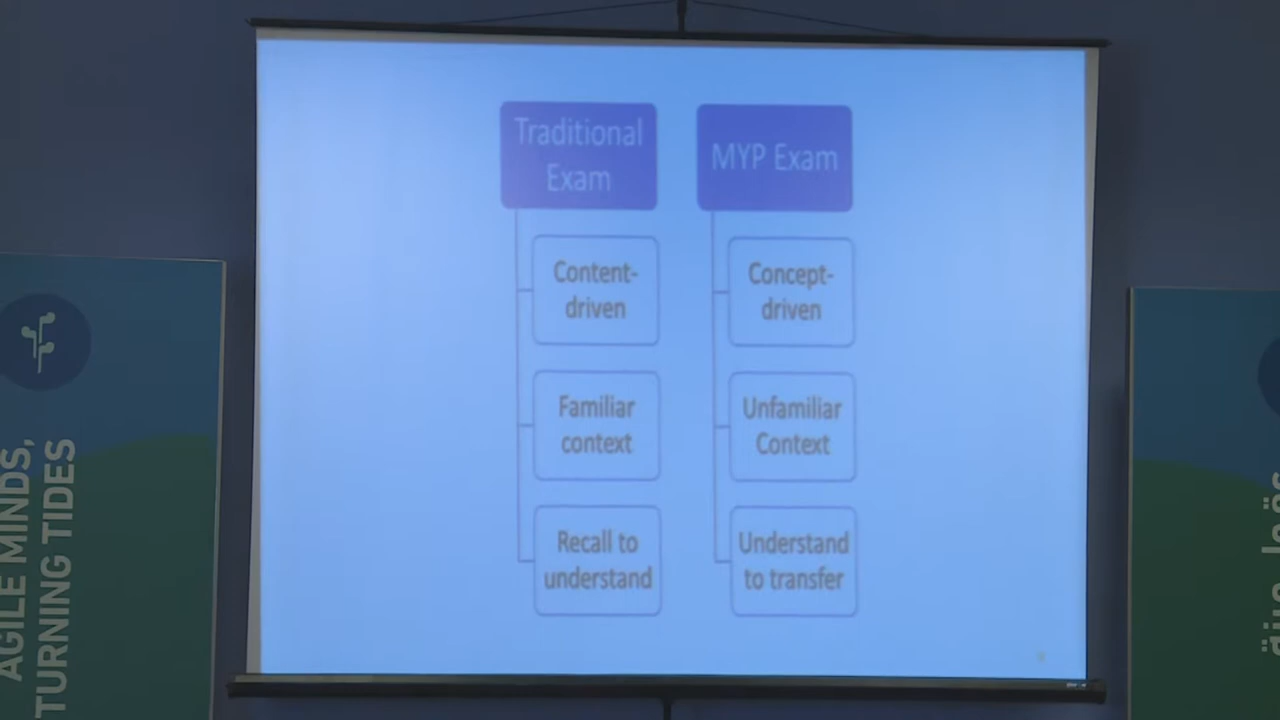 Traditional
Exam
MYP Exam
Content-
driven
Concept-
driven
Familiar
context
Unfamiliar
Context
Recall to
understand
Understand
to transfer
AGILE MINDS,
TURNING TIDES